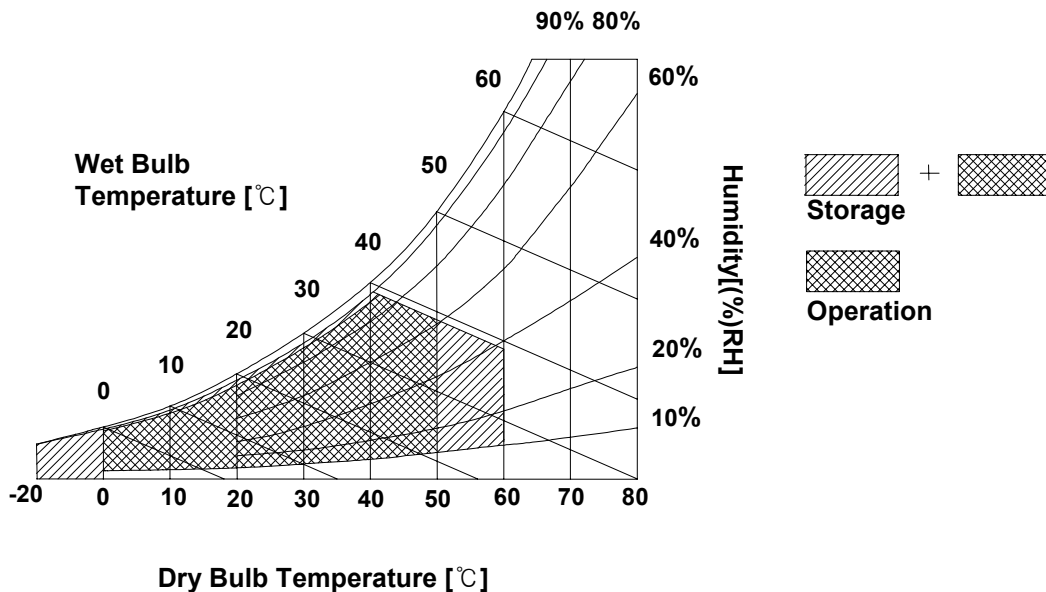 90% 80%
60
60%
50
Wet Bulb
Temperature [℃]
40
40%
Humidity[(%)RH]
30
20
20%
10
10%
0
-20 0 10 20 30 40 50 60 70 80
Dry Bulb Temperature [℃]
+
Storage
Operation